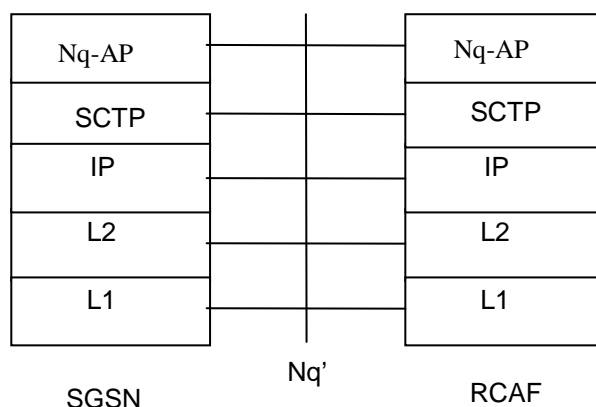 Nq-AP Nq-AP
SCTP SCTP
IP IP
L2 L2
L1 L1
Nq’
SGSN RCAF